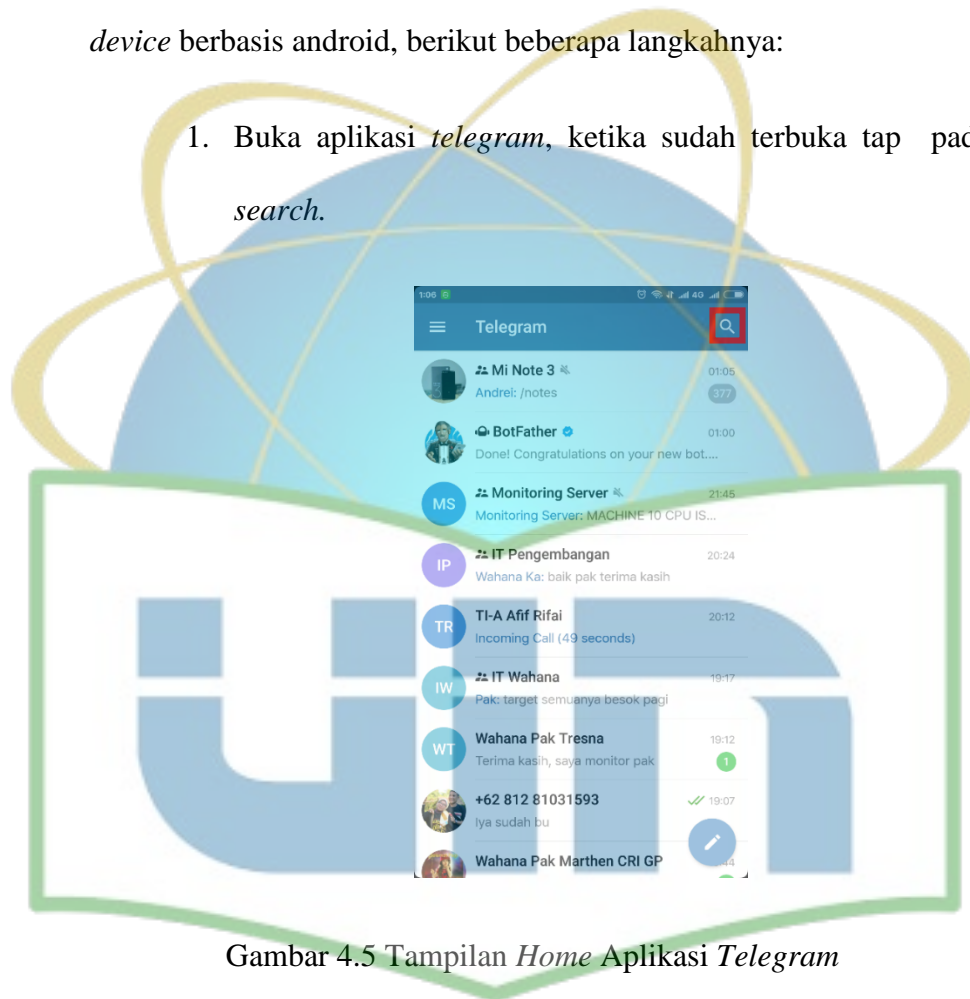 device berbasis android, berikut beberapa langkahnya:
1. Buka aplikasi telegram, ketika sudah terbuka tap pad
search.
1:06 4G
Telegram
Mi Note 3 01:05
Andrei: /notes 377
BotFather 01:00
Done! Congratulations on your new bot....
MS Monitoring Server 21:45
Monitoring Server: MACHINE 10 CPU IS...
IP IT Pengembangan 20:24
Wahana Ka: baik pak terima kasih
TR TI-A Afif Rifai 20:12
Incoming Call (49 seconds)
IW IT Wahana 19:17
Pak: target semuanya besok pagi
WT Wahana Pak Tresna 19:12
Terima kasih, saya monitor pak 1
+62 812 81031593 19:07
Iya sudah bu
Wahana Pak Marthen CRI GP
UIN
Gambar 4.5 Tampilan Home Aplikasi Telegram